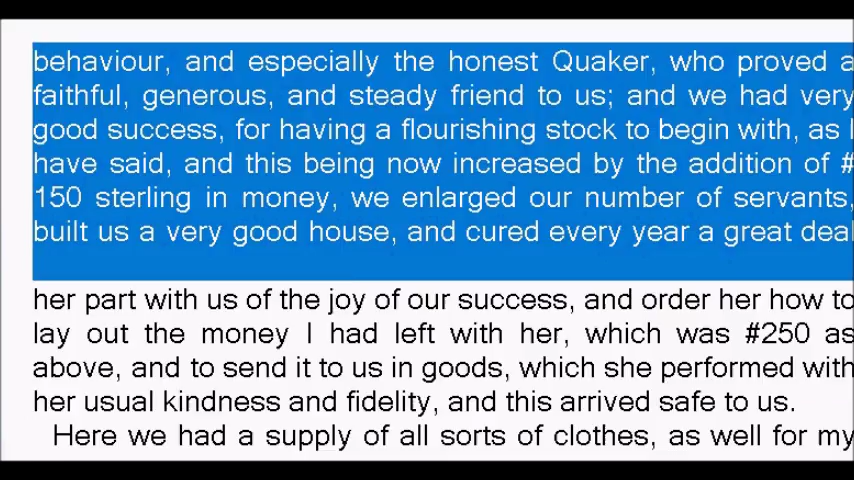 behaviour, and especially the honest Quaker, who proved a
faithful, generous, and steady friend to us; and we had very
good success, for having a flourishing stock to begin with, as I
have said, and this being now increased by the addition of #
150 sterling in money, we enlarged our number of servants,
built us a very good house, and cured every year a great deal
her part with us of the joy of our success, and order her how to
lay out the money I had left with her, which was #250 as
above, and to send it to us in goods, which she performed with
her usual kindness and fidelity, and this arrived safe to us.
Here we had a supply of all sorts of clothes, as well for my